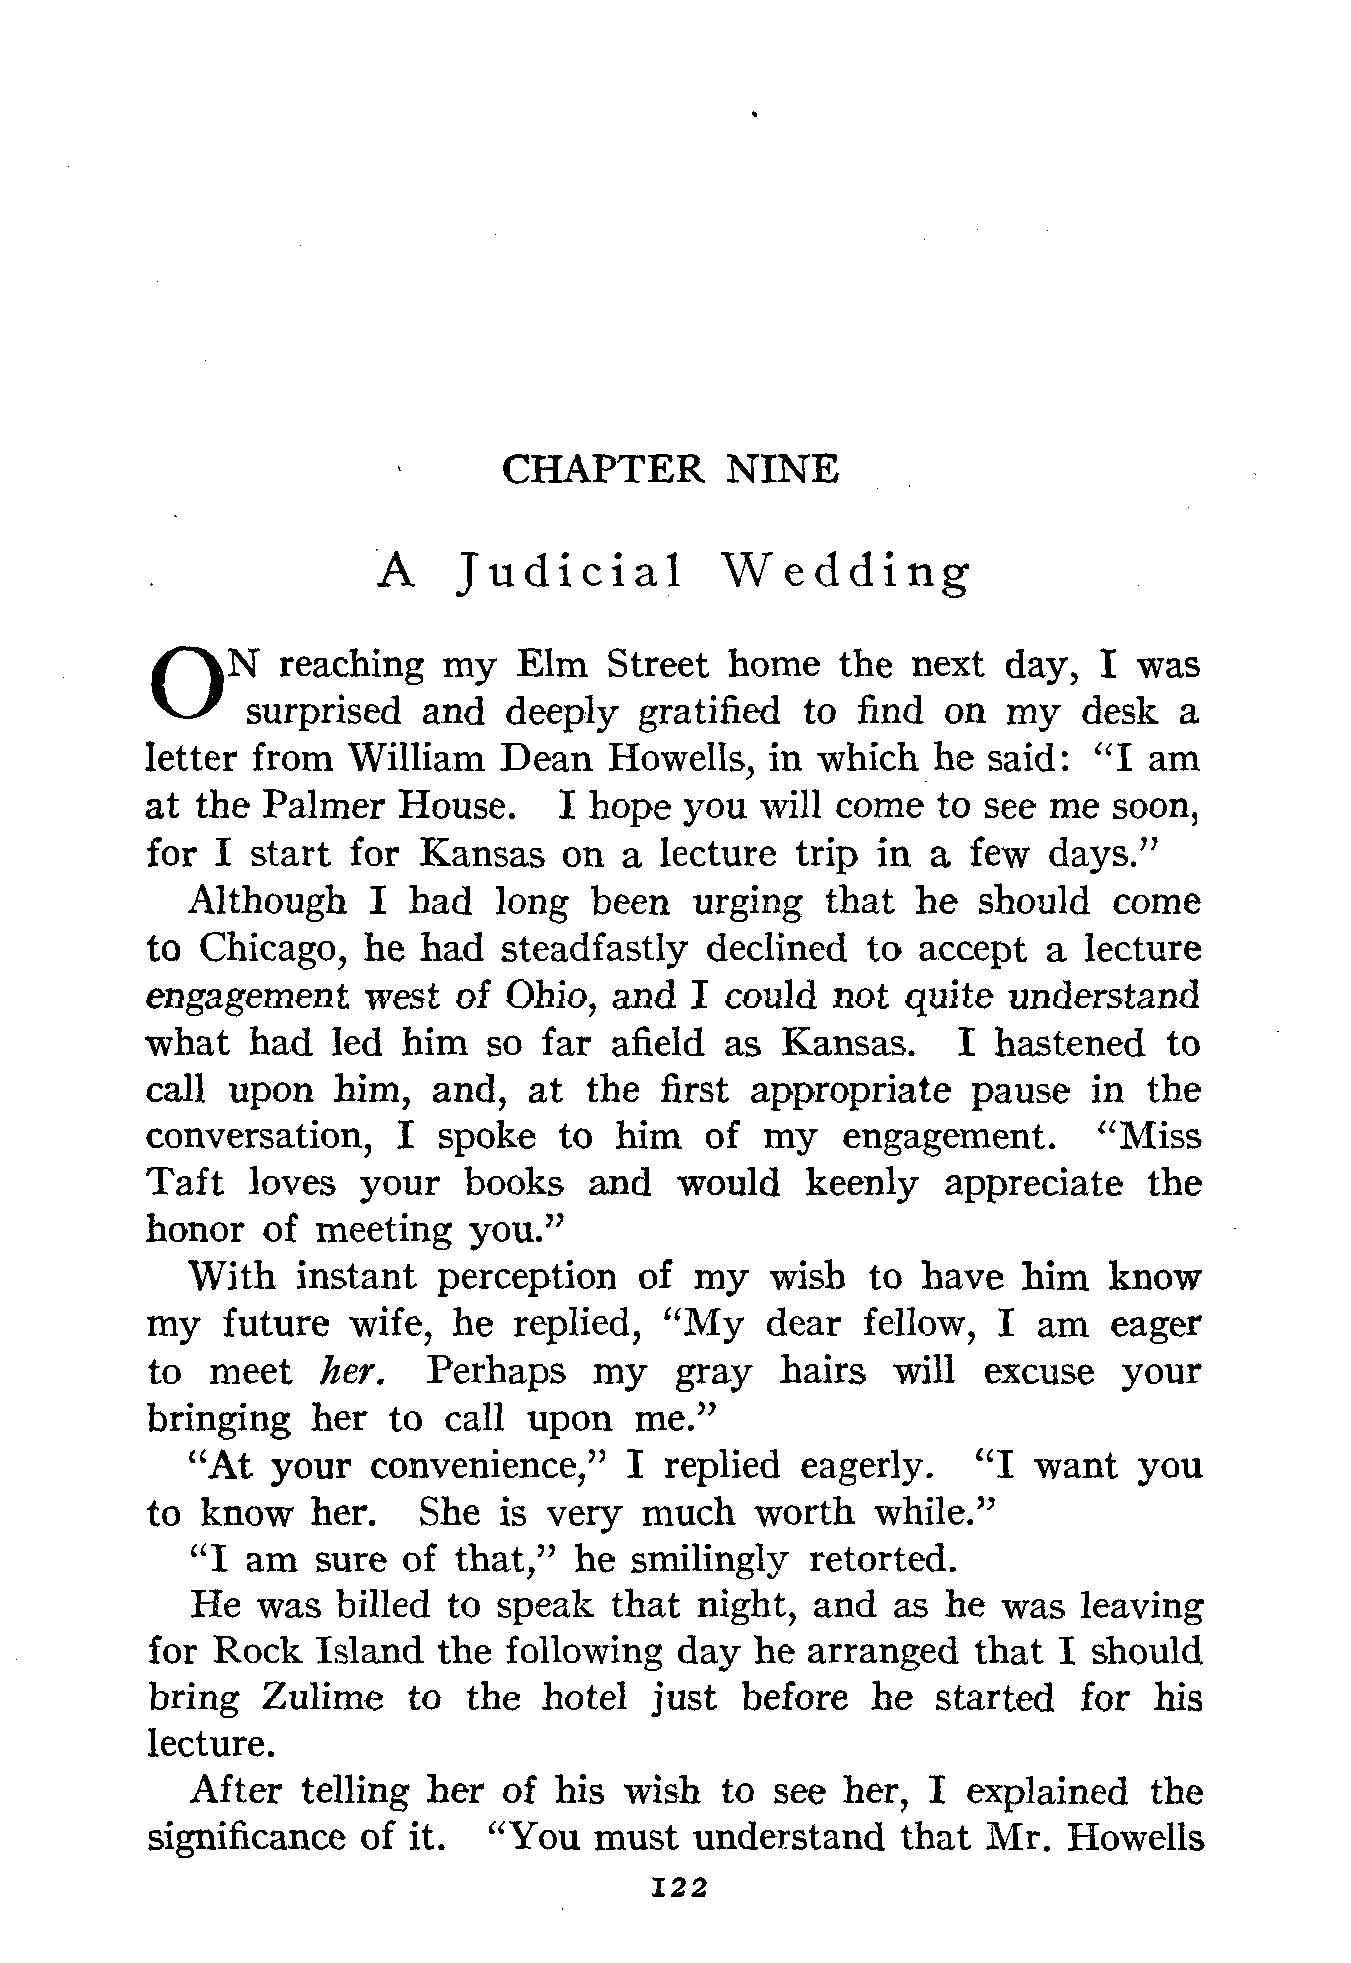 CHAPTER NINE
A Judicial Wedding
ON reaching my Elm Street home the next day, I was
surprised and deeply gratified to find on my desk a
letter from William Dean Howells, in which he said: “I am
at the Palmer House. I hope you will come to see me soon,
for I start for Kansas on a lecture trip in a few days.”
Although I had long been urging that he should come
to Chicago, he had steadfastly declined to accept a lecture
engagement west of Ohio, and I could not quite understand
what had led him so far afield as Kansas. I hastened to
call upon him, and, at the first appropriate pause in the
conversation, I spoke to him of my engagement. “Miss
Taft loves your books and would keenly appreciate the
honor of meeting you.”
With instant perception of my wish to have him know
my future wife, he replied, “My dear fellow, I am eager
to meet her. Perhaps my gray hairs will excuse your
bringing her to call upon me.”
“At your convenience,” I replied eagerly. “I want you
to know her. She is very much worth while.”
“I am sure of that,” he smilingly retorted.
He was billed to speak that night, and as he was leaving
for Rock Island the following day he arranged that I should
bring Zulime to the hotel just before he started for his
lecture.
After telling her of his wish to see her, I explained the
significance of it. “You must understand that Mr. Howells
122